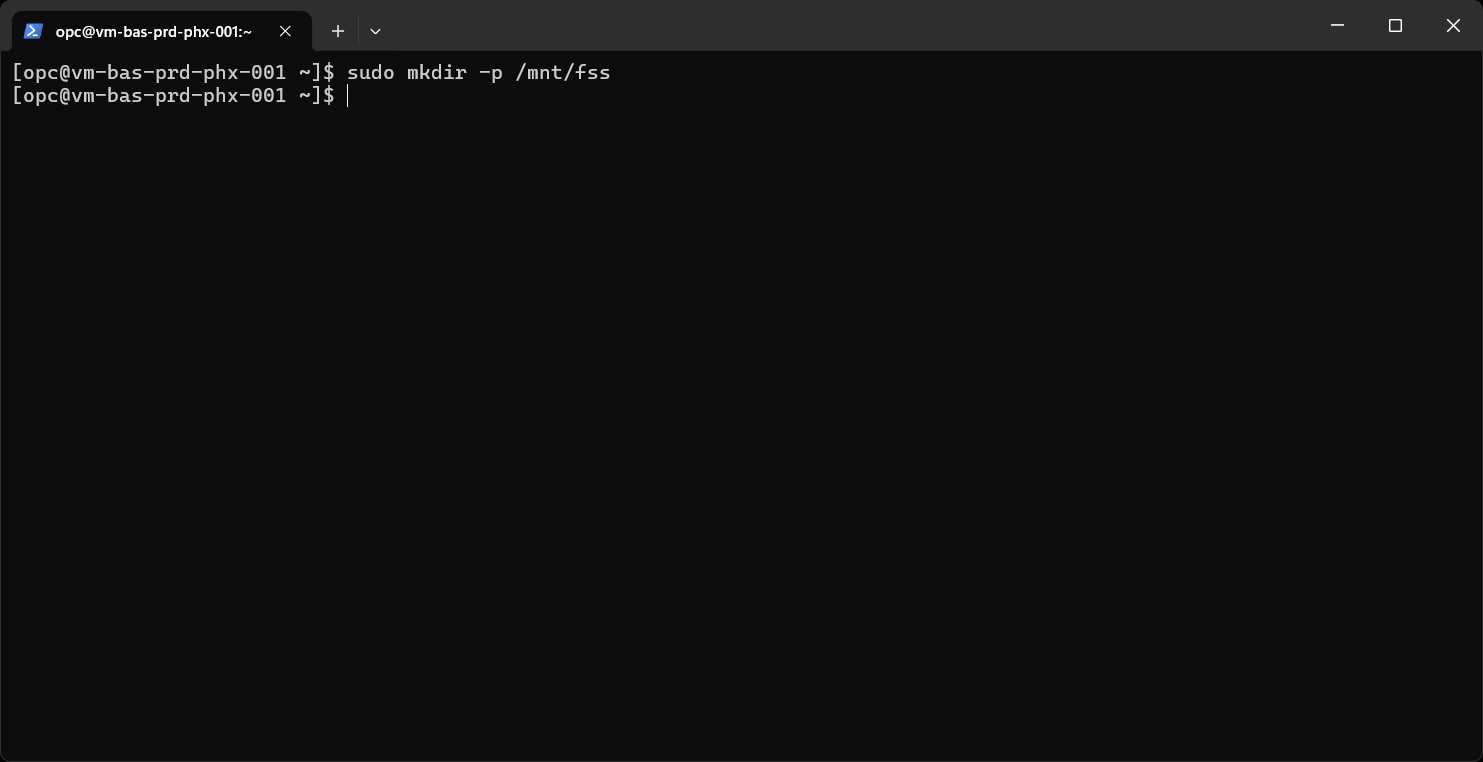 opc@vm-bas-prd-phx-001:~
[opc@vm-bas-prd-phx-001 ~]$ sudo mkdir -p /mnt/fss
[opc@vm-bas-prd-phx-001 ~]$